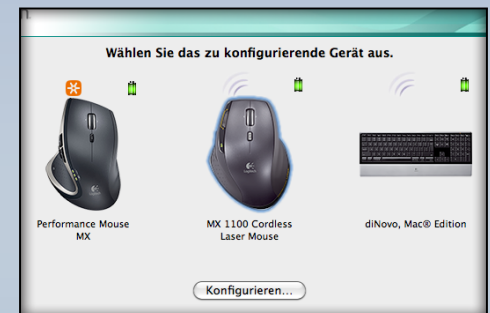 Wählen Sie das zu konfigurierende Gerät aus.
Performance Mouse
MX
MX 1100 Cordless
Laser Mouse
diNovo, Mac® Edition
Konfigurieren...